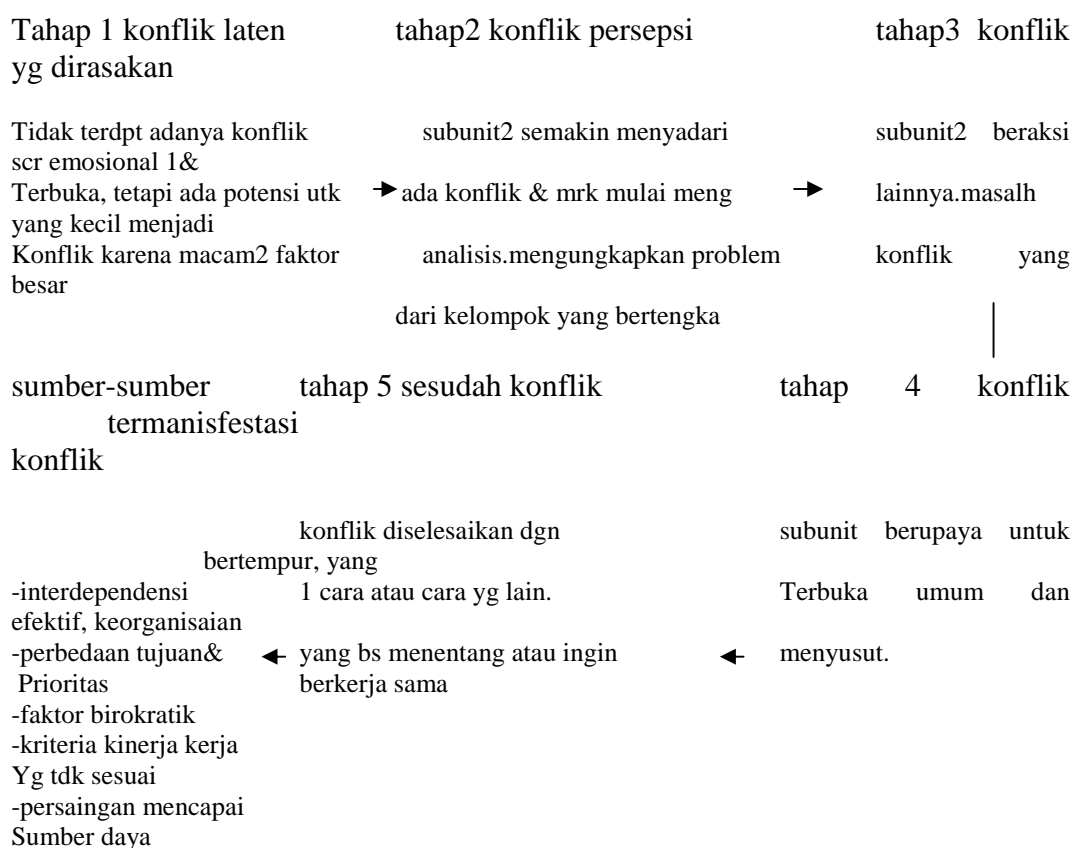 Tahap 1 konflik laten tahap2 konflik persepsi tahap3 konflik
yg dirasakan
Tidak terdpt adanya konflik subunit2 semakin menyadari subunit2 beraksi
scr emosional 1&
Terbuka, tetapi ada potensi utk ada konflik & mrk mulai meng lainnya.masalh
yang kecil menjadi
Konflik karena macam2 faktor analisis.mengungkapkan problem konflik yang
besar
dari kelompok yang bertengka
sumber-sumber tahap 5 sesudah konflik tahap 4 konflik
termanisfestasi
konflik
konflik diselesaikan dgn subunit berupaya untuk
bertempur, yang
-interdependensi 1 cara atau cara yg lain. Terbuka umum dan
efektif, keorganisaian
-perbedaan tujuan& yang bs menentang atau ingin menyusut.
Prioritas berkerja sama
-faktor birokratik
-kriteria kinerja kerja
Yg tdk sesuai
-persaingan mencapai
Sumber daya